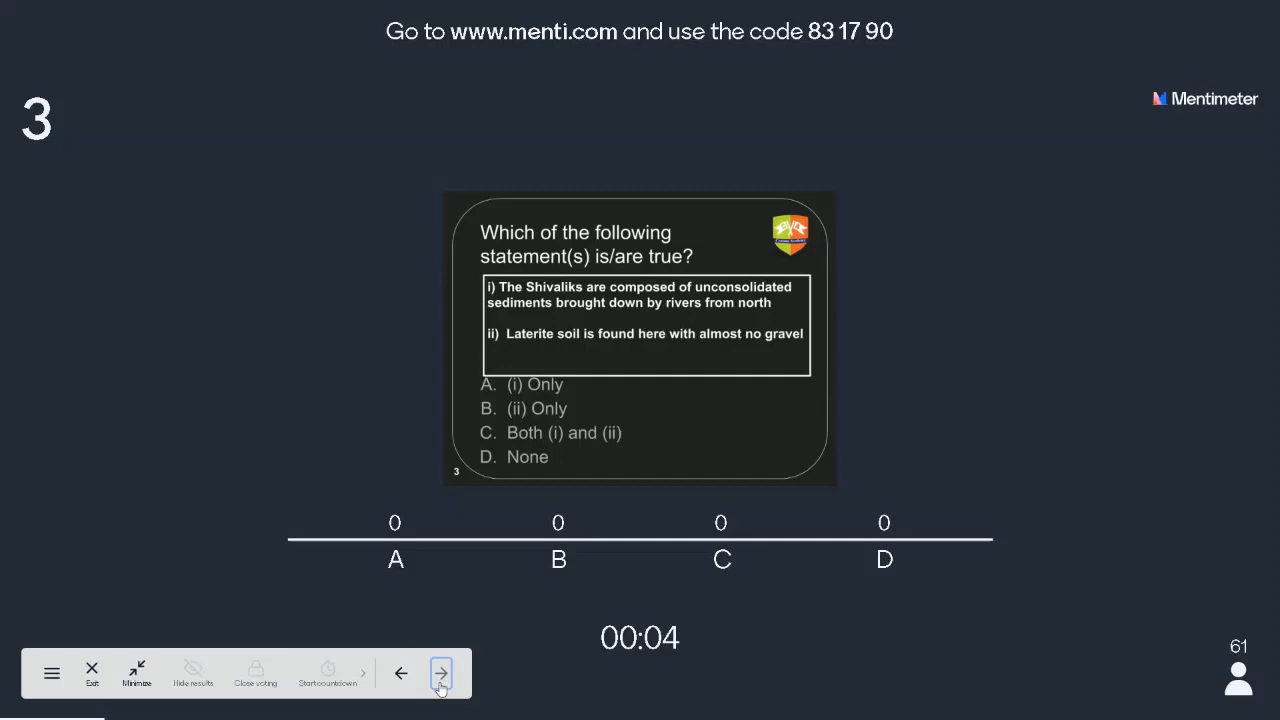 Go to www.menti.com and use the code 83 17 90
3
Mentimeter
Which of the following
statement(s) is/are true?
i) The Shivaliks are composed of unconsolidated
sediments brought down by rivers from north
ii) Laterite soil is found here with almost no gravel
A. (i) Only
B. (ii) Only
C. Both (i) and (ii)
D. None
3
0 0 0 0
A B C D
00:04
61
Exit Minimize Hide results Close voting Start countdown